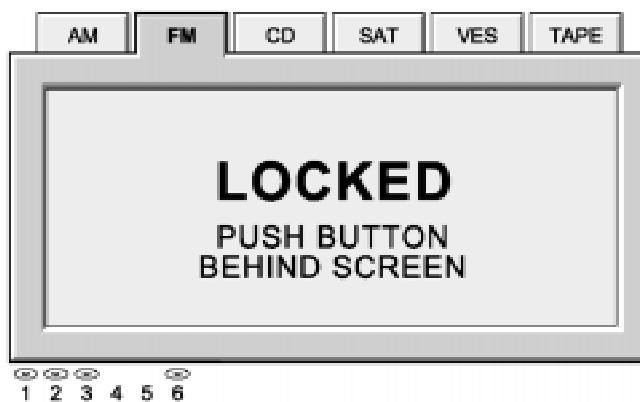 AM FM CD SAT VES TAPE
LOCKED
PUSH BUTTON
BEHIND SCREEN
1 2 3 4 5 6